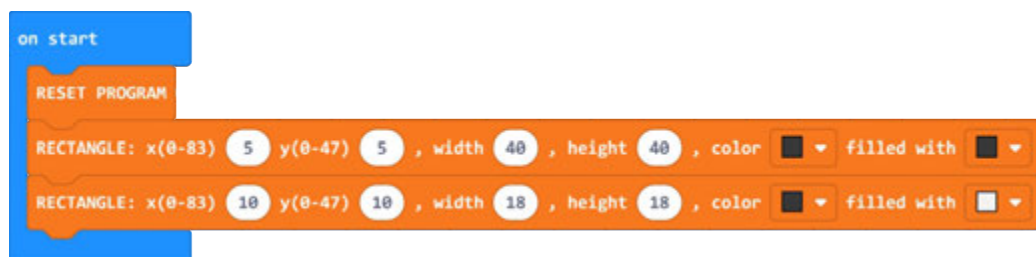 on start
RESET PROGRAM
RECTANGLE: x(0-83) 5 y(0-47) 5 , width 40 , height 40 , color filled with
RECTANGLE: x(0-83) 10 y(0-47) 10 , width 18 , height 18 , color filled with